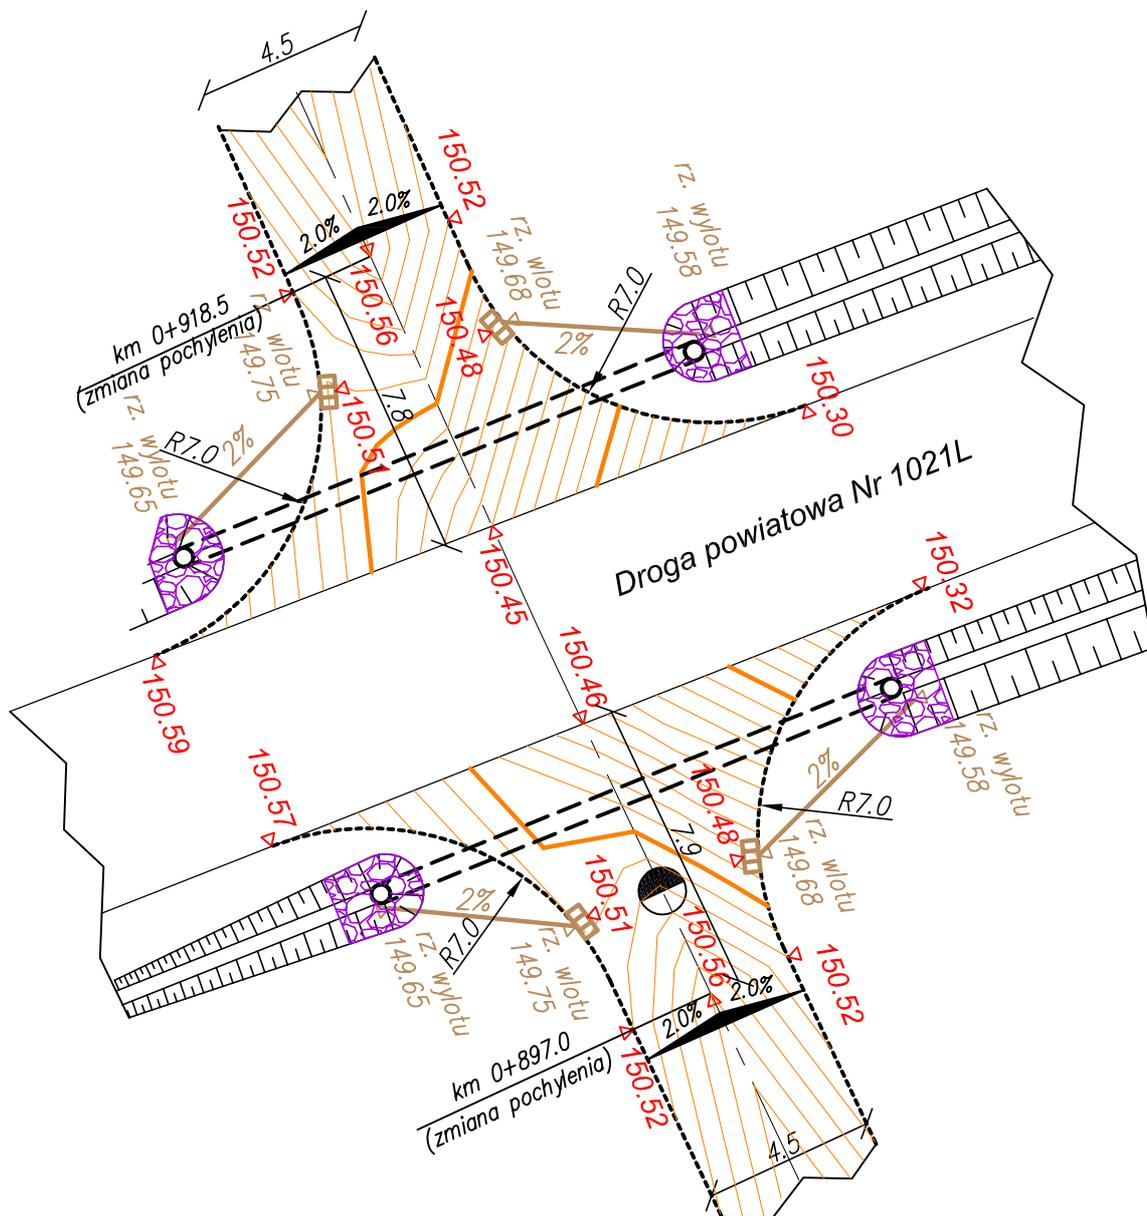 4.5
150.52
150.52
2.0%
2.0%
rz. wylotu
149.58
rz. wlotu
149.68
R7.0
150.56
150.48
2%
km 0+918.5
(zmiana pochylenia)
rz. wlotu
149.75
7.8
150.30
rz. wylotu
149.65
R7.0
2%
150.51
Droga powiatowa Nr 1021L
150.45
150.32
150.46
150.59
150.57
rz. wylotu
149.58
2%
R7.0
150.48
7.9
rz. wlotu
149.68
2%
R7.0
150.51
rz. wylotu
149.65
rz. wlotu
149.75
150.56
150.52
2.0%
2.0%
km 0+897.0
(zmiana pochylenia)
150.52
4.5